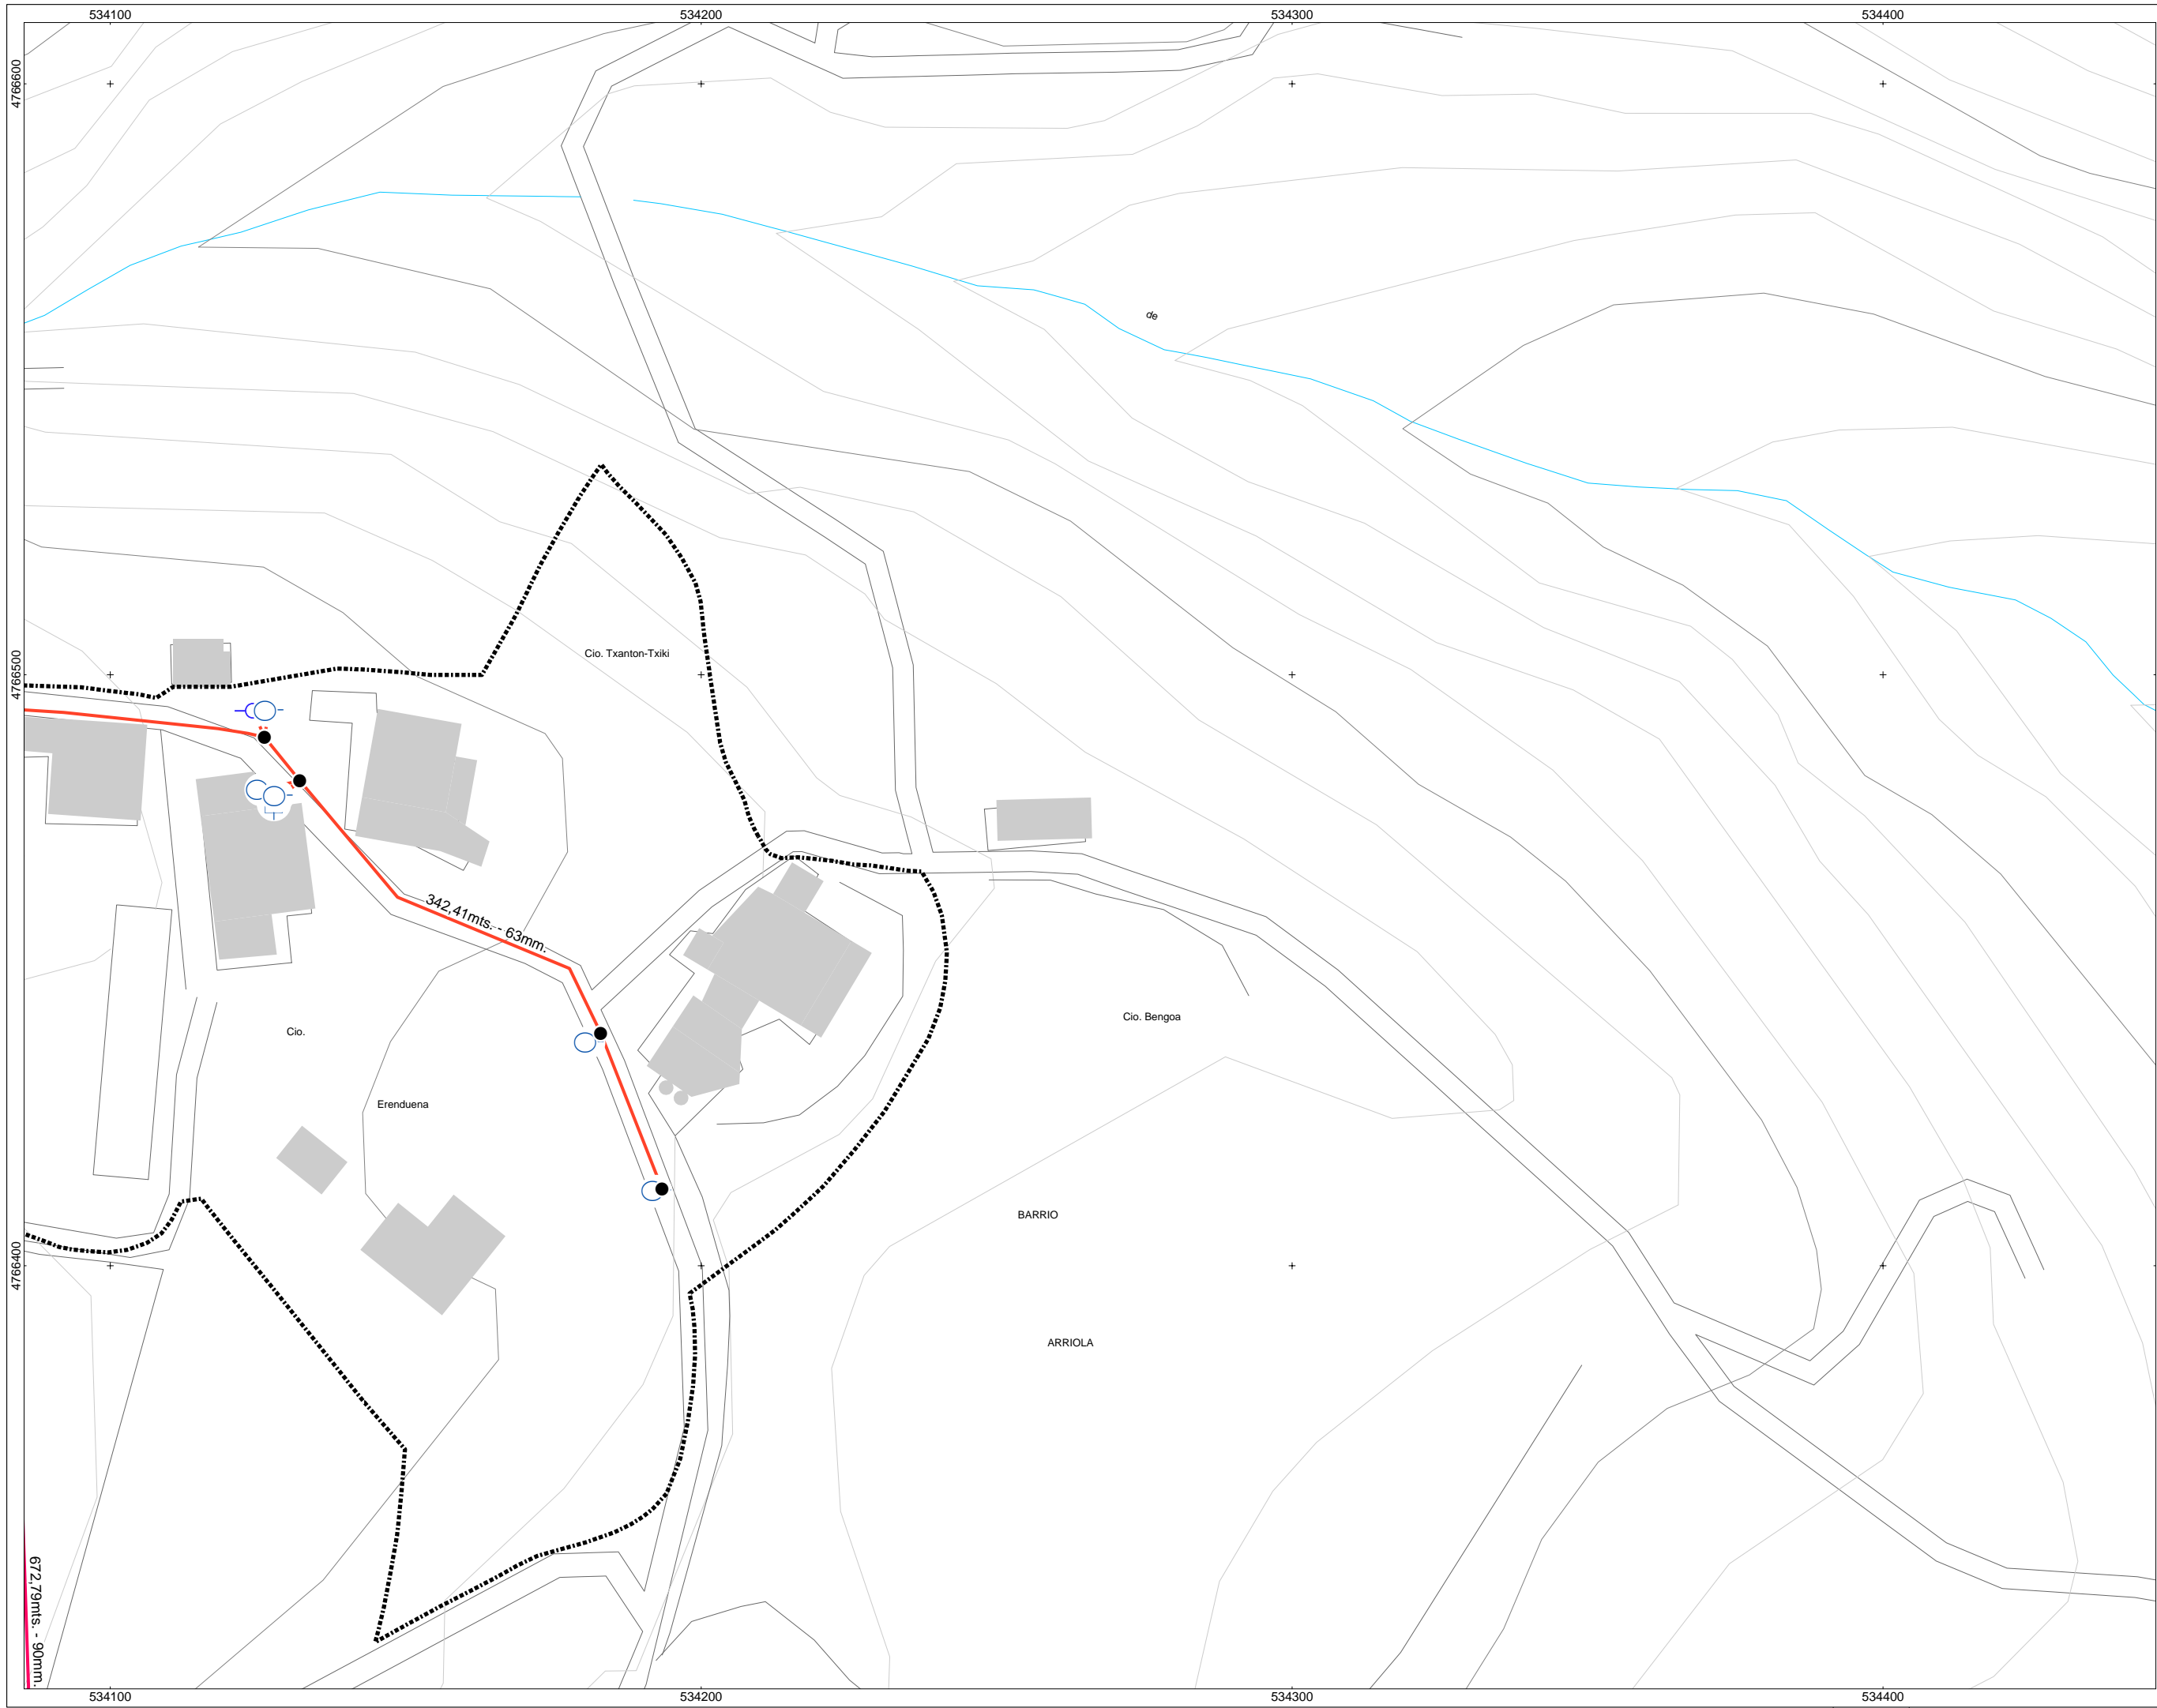 534100 534200 534300 534400
4766600
de
4766500
Cio. Txanton-Txiki
342,41mts. - 63mm.
Cio. Bengoa
Cio.
Erenduena
BARRIO
4766400
ARRIOLA
672,79mts. - 90mm.
534100 534200 534300 534400